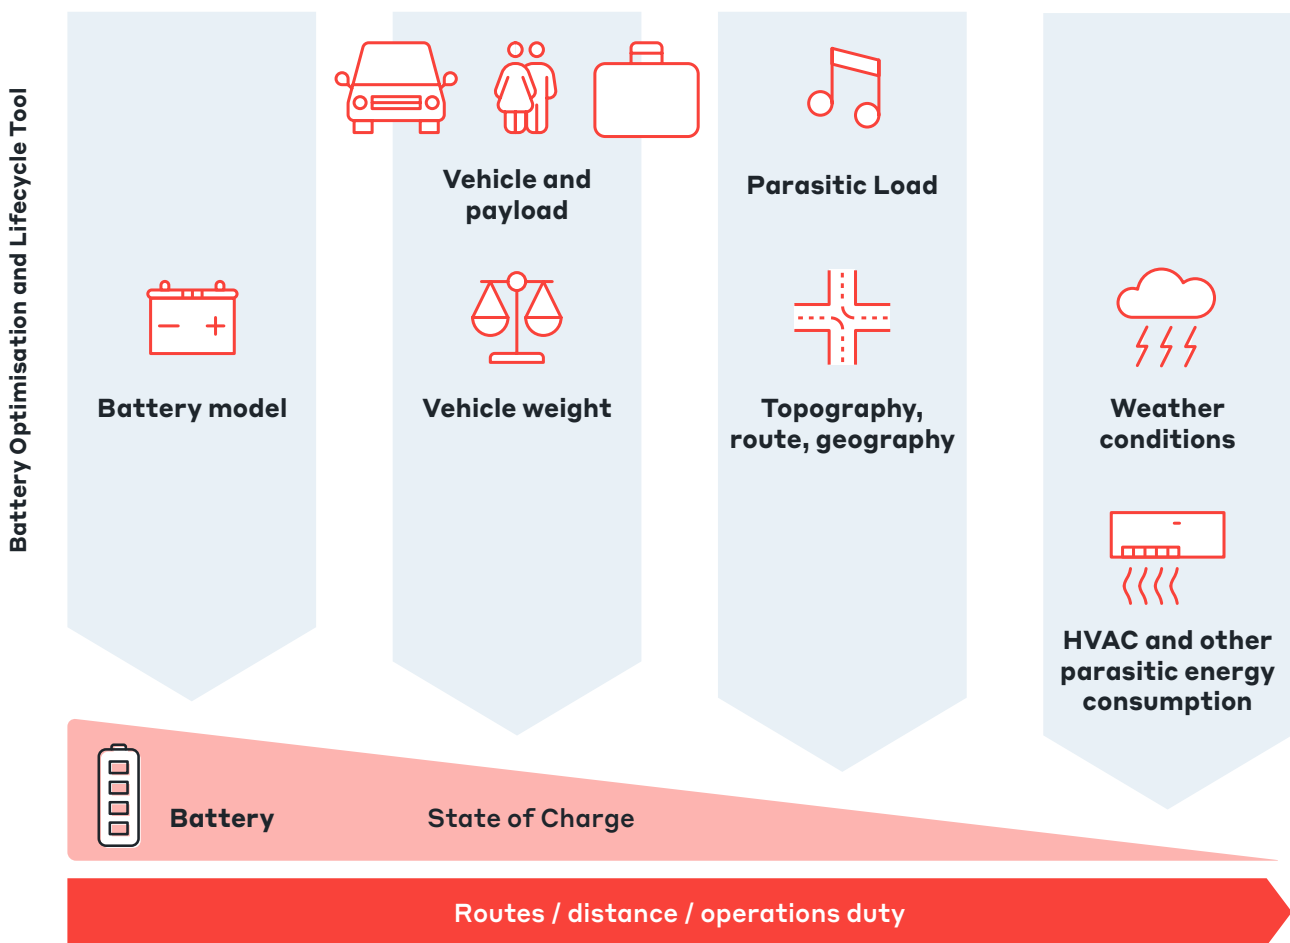 Battery Optimisation and Lifecycle Tool
Battery model
Vehicle and
payload
Vehicle weight
Parasitic Load
Topography,
route, geography
Weather
conditions
HVAC and other
parasitic energy
consumption
Battery
State of Charge
Routes / distance / operations duty